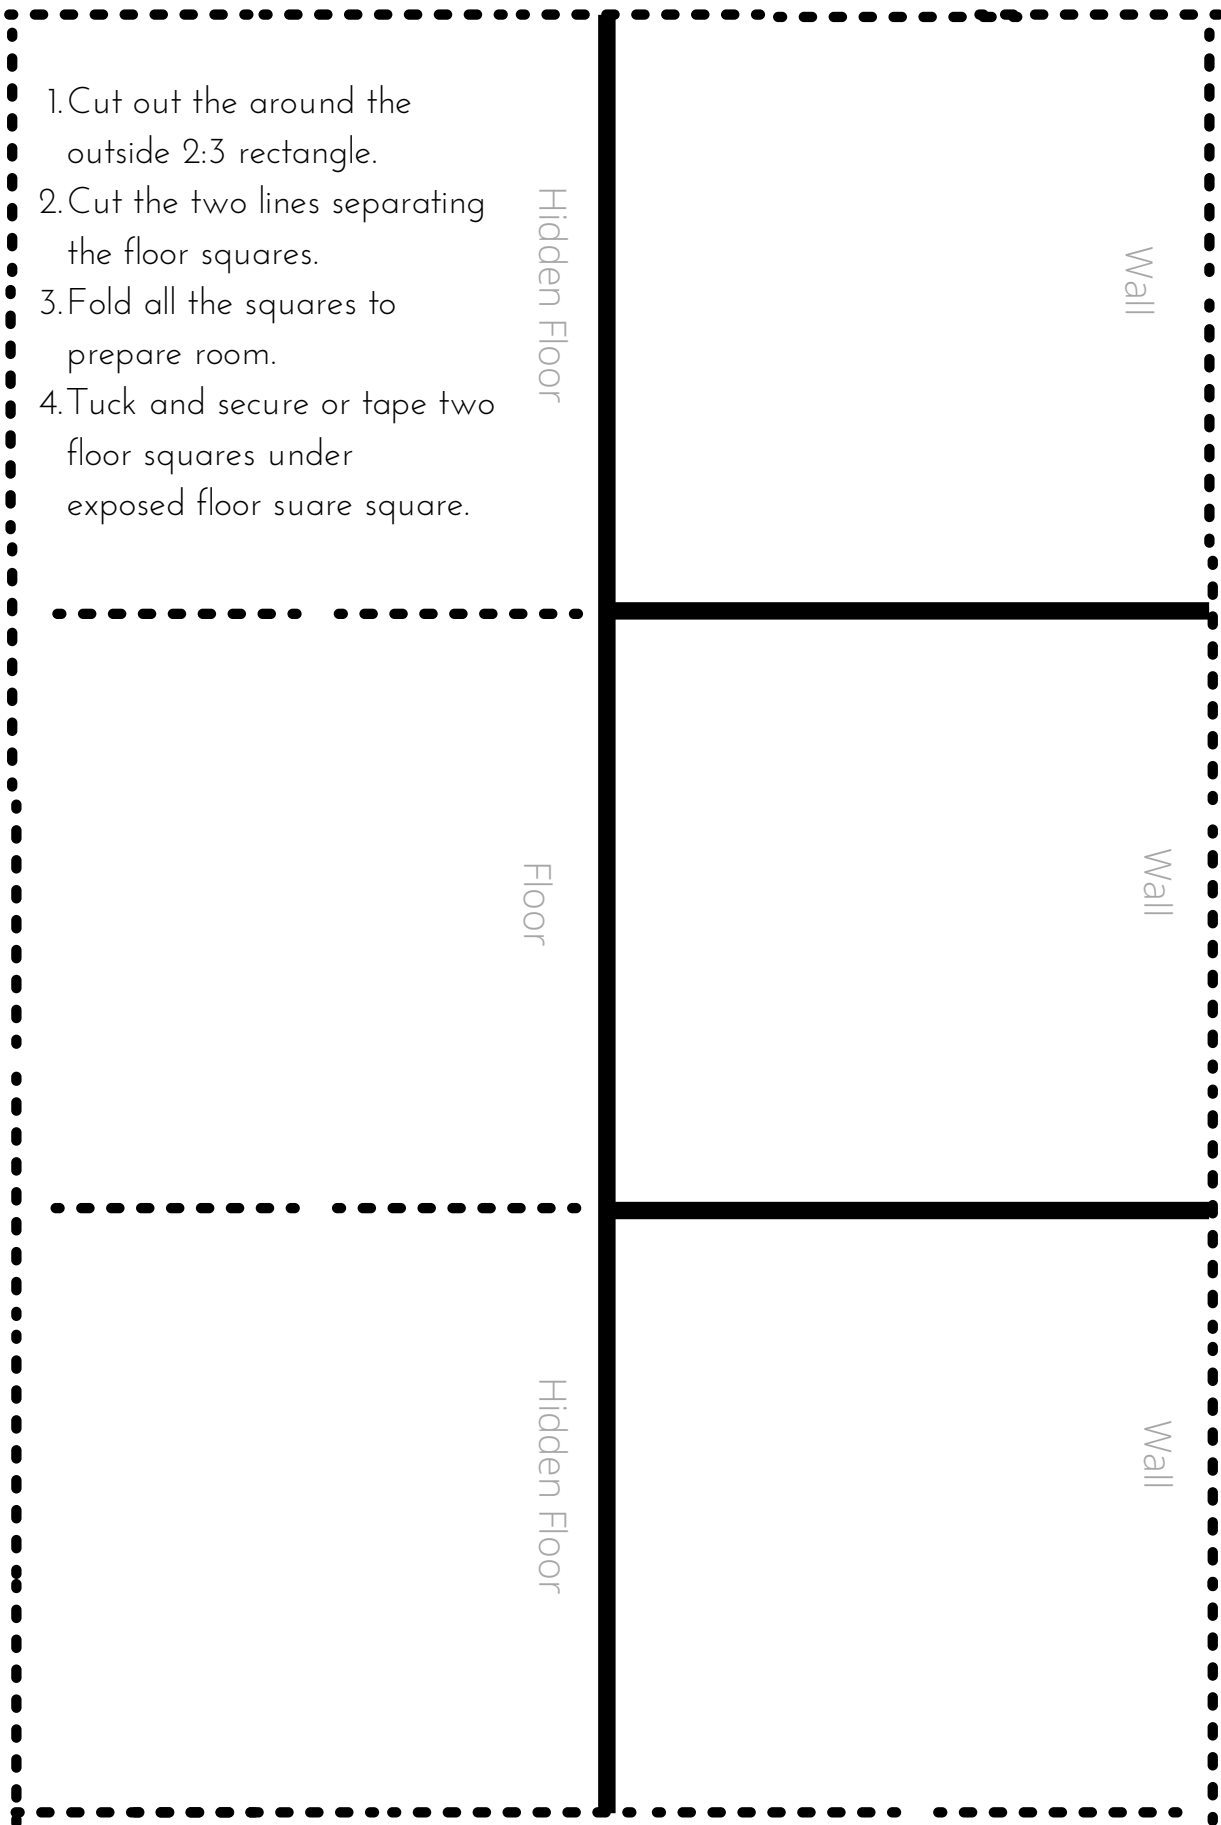 1. Cut out the around the
outside 2:3 rectangle.
2. Cut the two lines separating
the floor squares.
3. Fold all the squares to
prepare room.
4. Tuck and secure or tape two
floor squares under
exposed floor suare square.
Hidden Floor
Wall
Floor
Wall
Hidden Floor
Wall